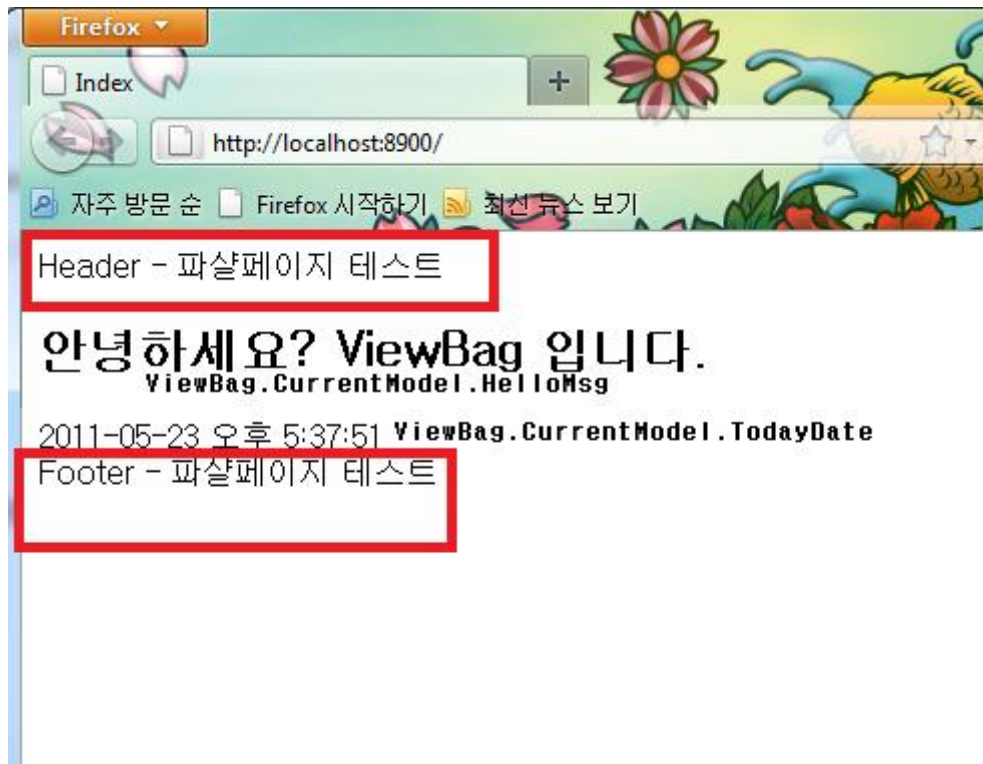 Firefox
Index
http://localhost:8900/
자주 방문 순 Firefox 시작하기 최신 뉴스 보기
Header - 파샬페이지 테스트
안녕하세요? ViewBag 입니다.
ViewBag.CurrentModel.HelloMsg
2011-05-23 오후 5:37:51 ViewBag.CurrentModel.TodayDate
Footer - 파샬페이지 테스트